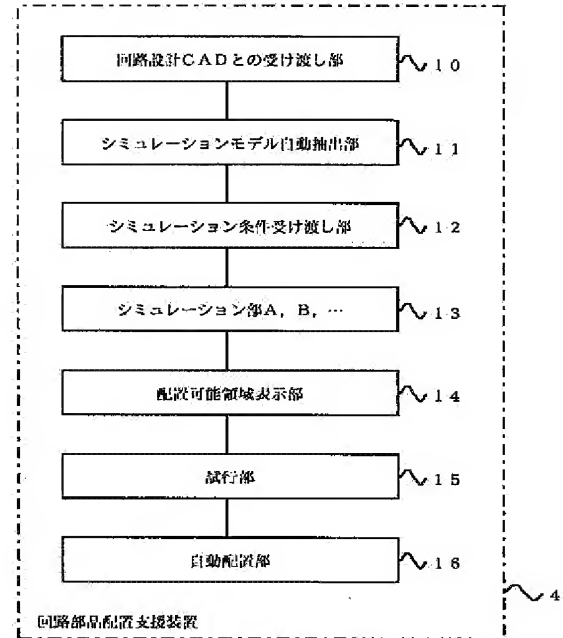 回路設計CADとの受け渡し部 10
シミュレーションモデル自動抽出部 11
シミュレーション条件受け渡し部 12
シミュレーション部A，B，… 13
配置可能領域表示部 14
試行部 15
自動配置部 16
4
回路部品配置支援装置